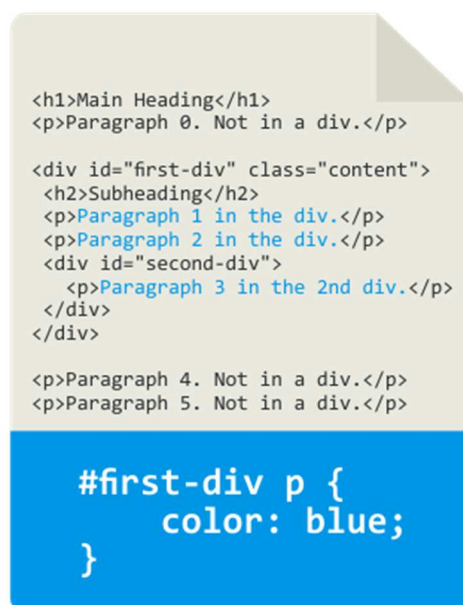 <h1>Main Heading</h1>
<p>Paragraph 0. Not in a div.</p>
<div id="first-div" class="content">
<h2>Subheading</h2>
<p>Paragraph 1 in the div.</p>
<p>Paragraph 2 in the div.</p>
<div id="second-div">
<p>Paragraph 3 in the 2nd div.</p>
</div>
</div>
<p>Paragraph 4. Not in a div.</p>
<p>Paragraph 5. Not in a div.</p>
#first-div p {
color: blue;
}